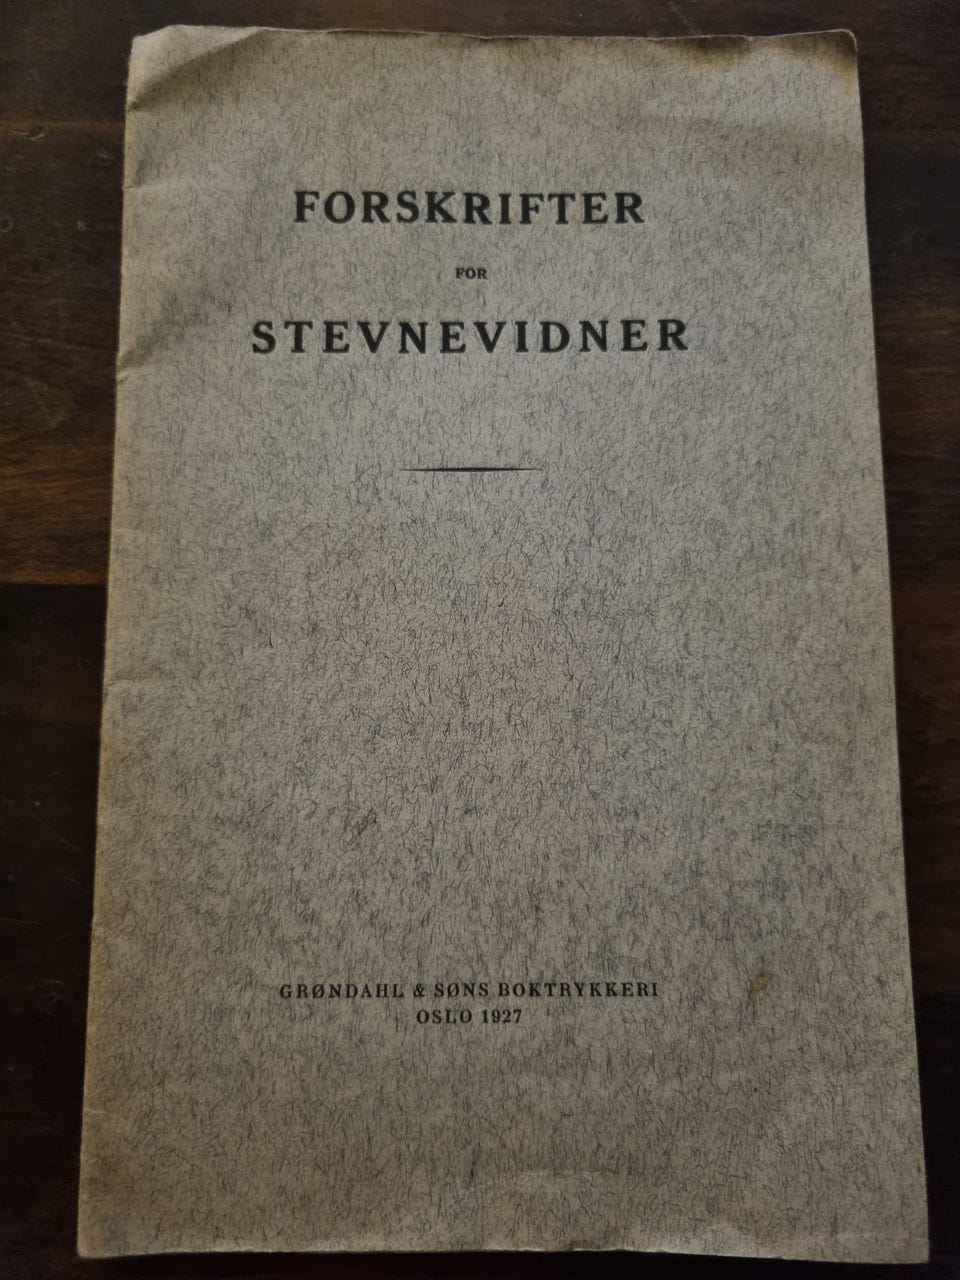 FORSKRIFTER
FOR
STEVNEVIDNER
GRØNDAHL & SØNS BOKTRYKKERI
OSLO 1927